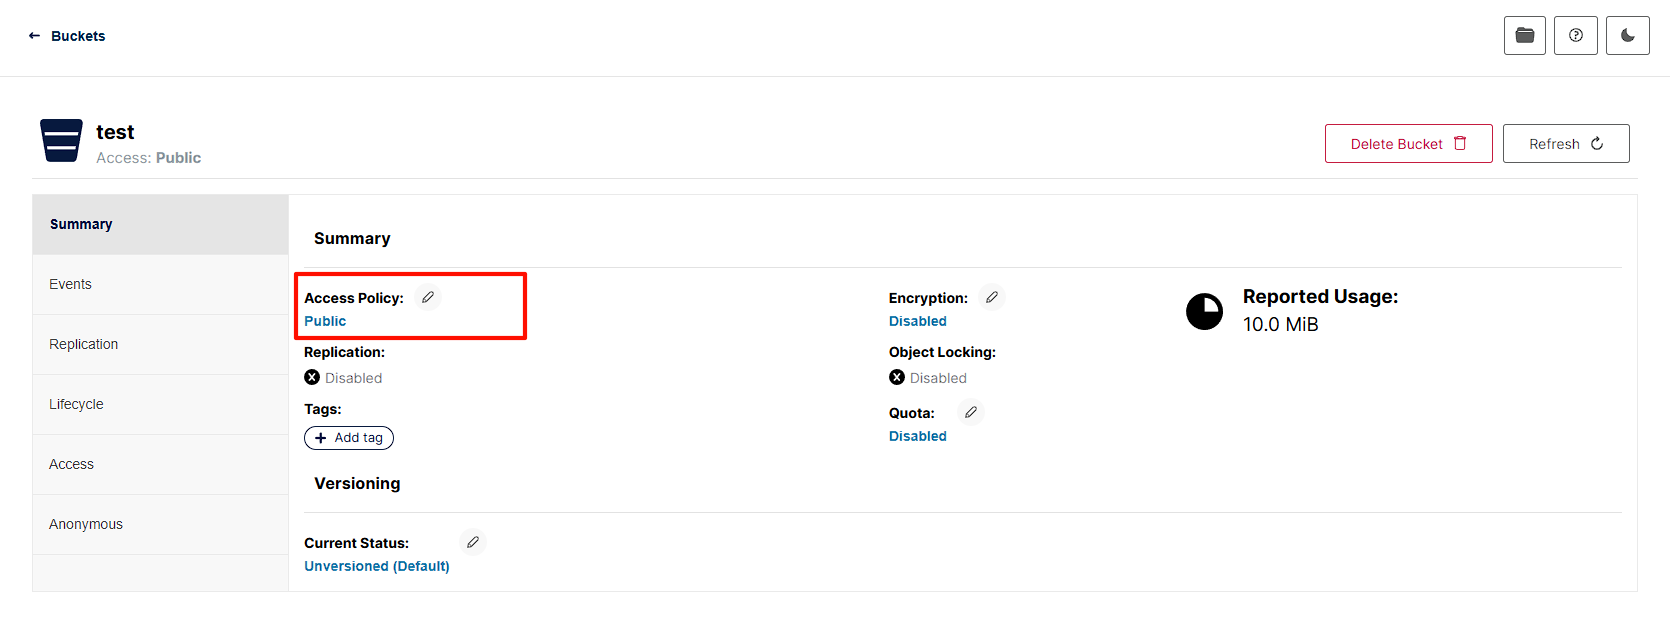 Buckets
test
Access: Public
Delete Bucket
Refresh
Summary
Events
Replication
Lifecycle
Access
Anonymous
Summary
Access Policy:
Public
Encryption:
Disabled
Reported Usage:
10.0 MiB
Replication:
Disabled
Object Locking:
Disabled
Tags:
Add tag
Quota:
Disabled
Versioning
Current Status:
Unversioned (Default)